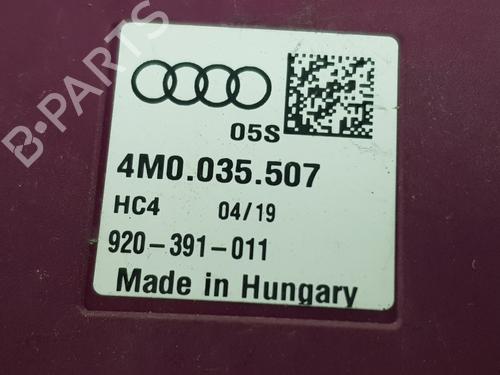 B-PARTS
05S
4M0.035.507
HC4 04/19
920-391-011
Made in Hungary